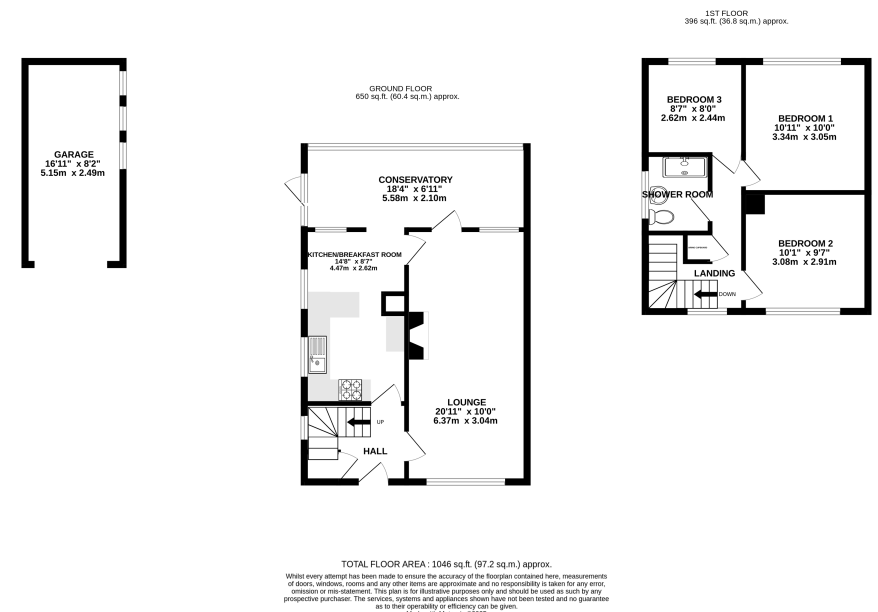 1ST FLOOR
396 sq.ft. (36.8 sq.m.) approx.
GROUND FLOOR
650 sq.ft. (60.4 sq.m.) approx.
GARAGE
16'11" x 8'2"
5.15m x 2.49m
CONSERVATORY
18'4" x 6'11"
5.58m x 2.10m
KITCHEN/BREAKFAST ROOM
14'8" x 8'7"
4.47m x 2.62m
LOUNGE
20'11" x 10'0"
6.37m x 3.04m
UP
HALL
BEDROOM 3
8'7" x 8'0"
2.62m x 2.44m
BEDROOM 1
10'11" x 10'0"
3.34m x 3.05m
SHOWER ROOM
BEDROOM 2
10'1" x 9'7"
3.08m x 2.91m
LANDING
DOWN
TOTAL FLOOR AREA : 1046 sq.ft. (97.2 sq.m.) approx.
Whilst every attempt has been made to ensure the accuracy of the floorplan contained here, measurements
of doors, windows, rooms and any other items are approximate and no responsibility is taken for any error,
omission or mis-statement. This plan is for illustrative purposes only and should be used as such by any
prospective purchaser. The services, systems and appliances shown have not been tested and no guarantee
as to their operability or efficiency can be given.